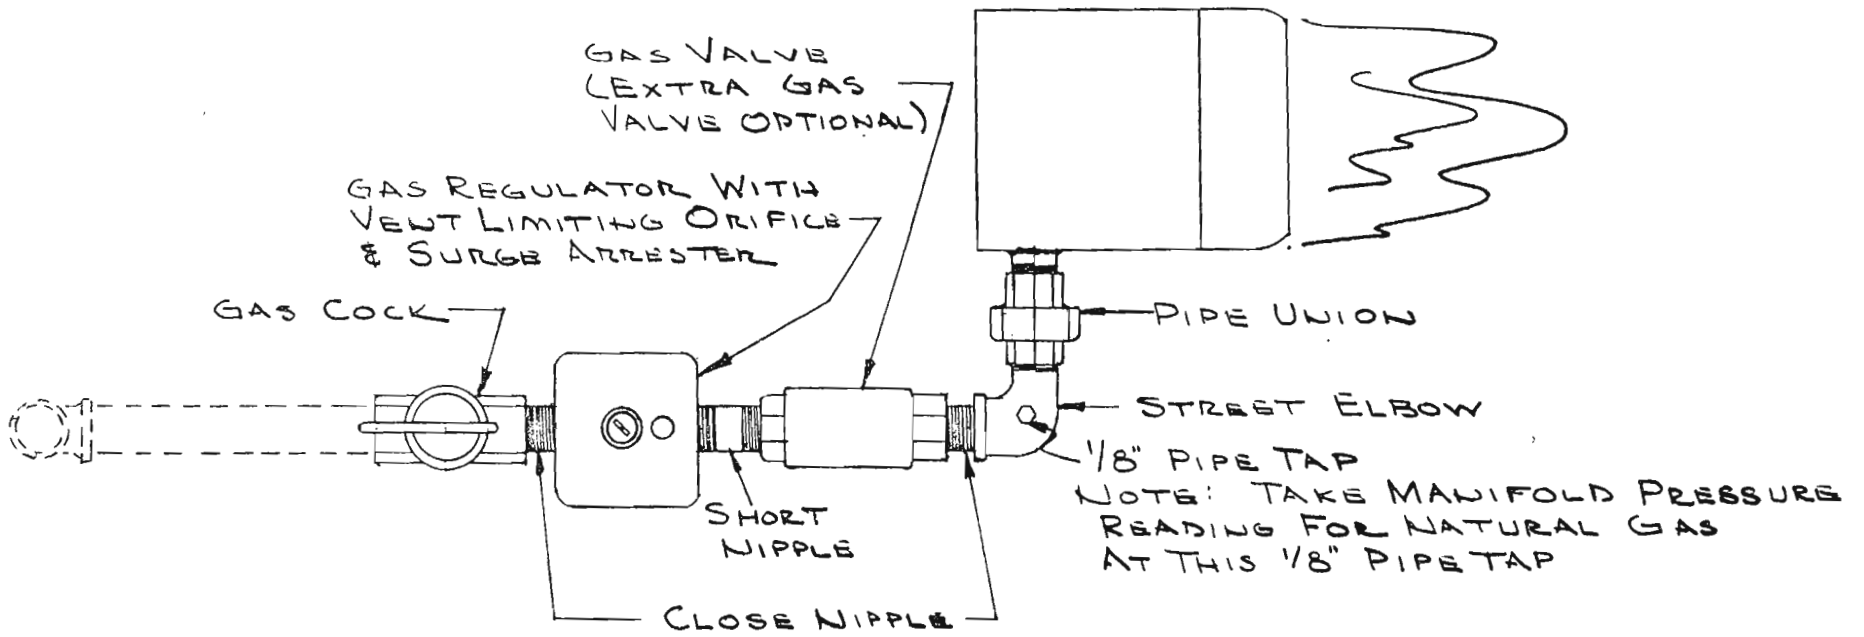 GAS VALVE
(EXTRA GAS
VALVE OPTIONAL)
GAS REGULATOR WITH
VENT LIMITING ORIFICE
& SURGE ARRESTER
GAS COCK
PIPE UNION
STREET ELBOW
1/8" PIPE TAP
NOTE: TAKE MANIFOLD PRESSURE
READING FOR NATURAL GAS
AT THIS 1/8" PIPE TAP
SHORT
NIPPLE
CLOSE NIPPLE